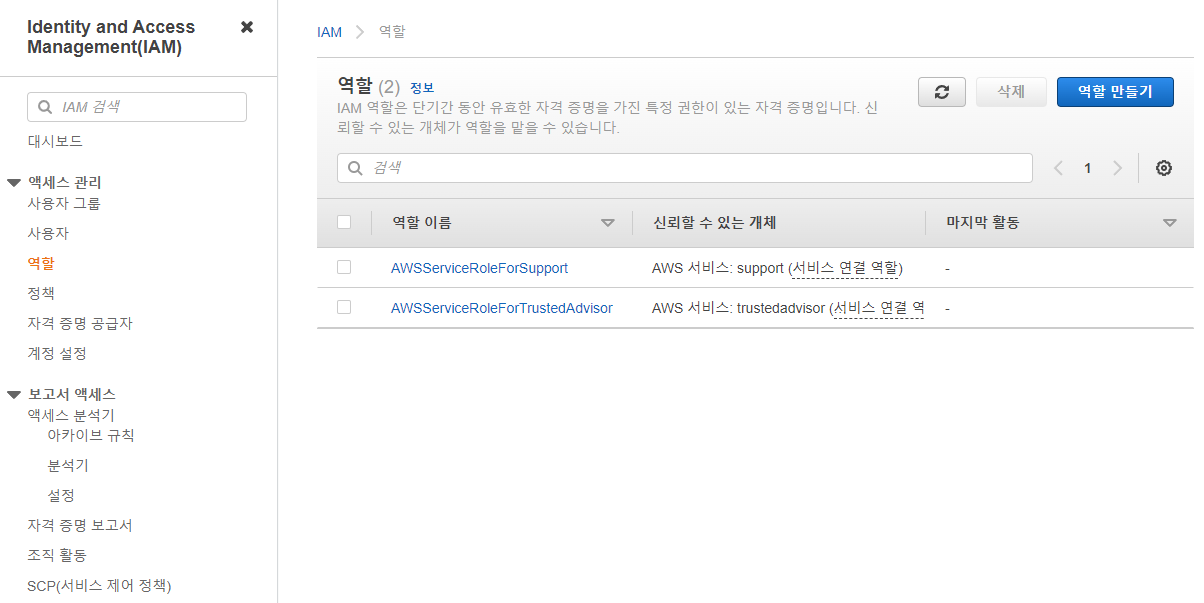 Identity and Access
Management(IAM)
IAM 검색
대시보드
액세스 관리
사용자 그룹
사용자
역할
정책
자격 증명 공급자
계정 설정
보고서 액세스
액세스 분석기
아카이브 규칙
분석기
설정
자격 증명 보고서
조직 활동
SCP(서비스 제어 정책)
IAM 역할
역할 (2) 정보
IAM 역할은 단기간 동안 유효한 자격 증명을 가진 특정 권한이 있는 자격 증명입니다. 신
뢰할 수 있는 개체가 역할을 맡을 수 있습니다.
삭제 역할 만들기
검색 1
역할 이름 신뢰할 수 있는 개체 마지막 활동
AWSServiceRoleForSupport AWS 서비스: support (서비스 연결 역할) -
AWSServiceRoleForTrustedAdvisor AWS 서비스: trustedadvisor (서비스 연결 역 -